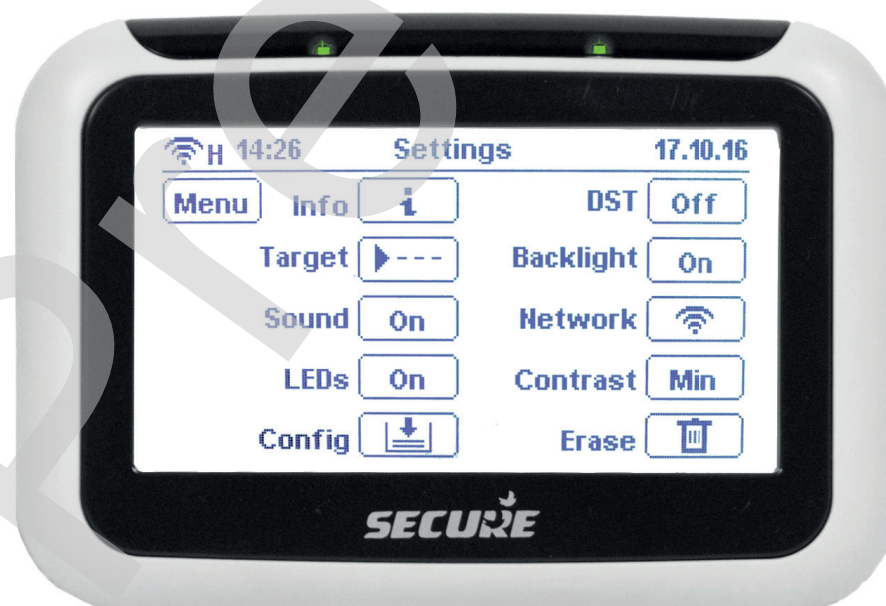 H 14:26 Settings 17.10.16
Menu Info i DST Off
Target --- Backlight On
Sound On Network
LEDs On Contrast Min
Config Erase
SECURE
Pre